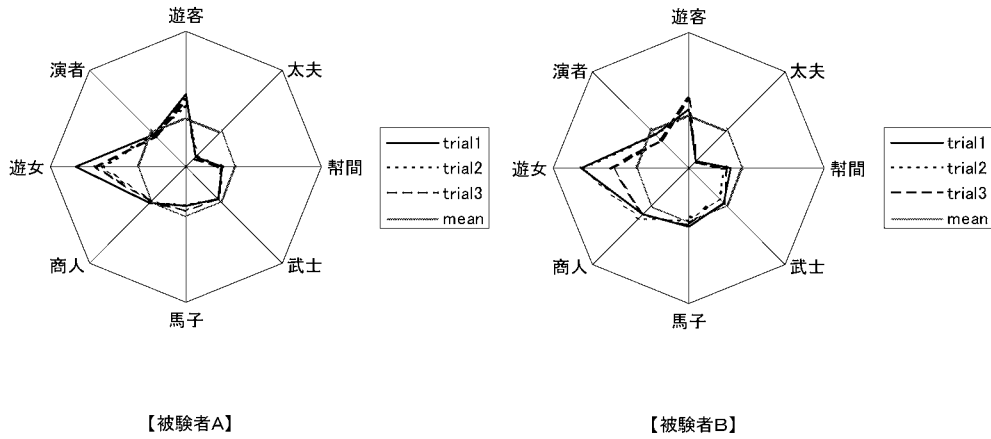 遊客
太夫
幇間
武士
馬子
商人
遊女
演者
trial1
trial2
trial3
mean
【被験者A】
遊客
太夫
幇間
武士
馬子
商人
遊女
演者
trial1
trial2
trial3
mean
【被験者B】